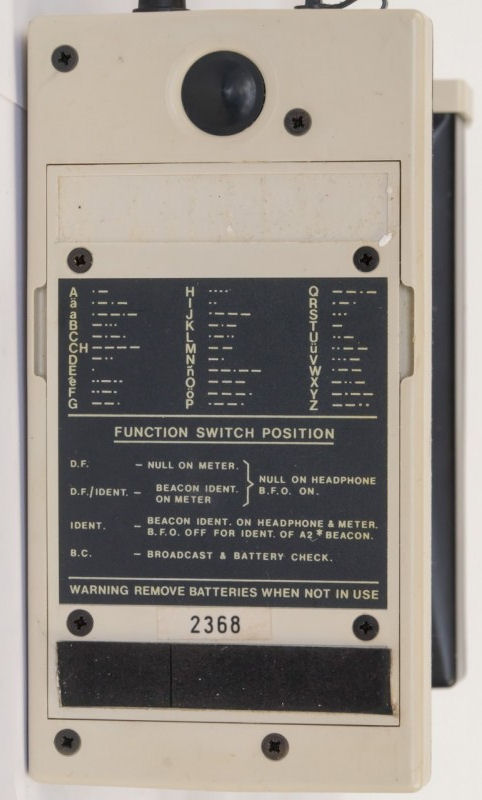 A ·– H ···· Q ––·–
ä ·–·– I ·· R ·–·
å ·––·– J ·––– S ···
B –··· K –·– T –
C –·–· L ·–·· U ··–
CH –––– M –– ü ··––
D –·· N –· V ···–
E · ñ ––·–– W ·––
é ··–·· O ––– X –··–
F ··–· ö –––· Y –·––
G ––· P ·––· Z ––··
FUNCTION SWITCH POSITION
D.F. – NULL ON METER.
D.F./IDENT. – BEACON IDENT. ON METER
NULL ON HEADPHONE
B.F.O. ON.
IDENT. – BEACON IDENT. ON HEADPHONE & METER.
B.F.O. OFF FOR IDENT. OF A2* BEACON.
B.C. – BROADCAST & BATTERY CHECK.
WARNING REMOVE BATTERIES WHEN NOT IN USE
2368